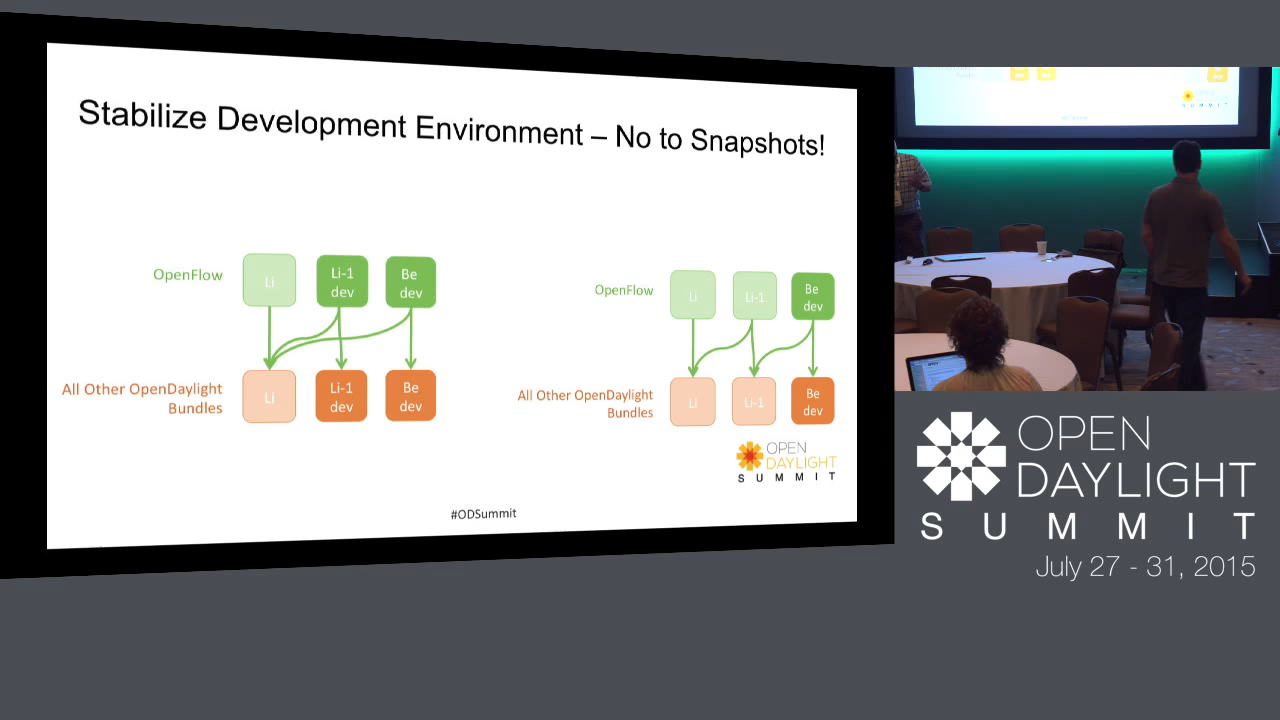 Stabilize Development Environment – No to Snapshots!
OpenFlow
Li
Li-1
dev
Be
dev
All Other OpenDaylight
Bundles
Li
Li-1
dev
Be
dev
OpenFlow
Li
Li-1
Be
dev
All Other OpenDaylight
Bundles
Li
Li-1
Be
dev
OPEN
DAYLIGHT
SUMMIT
#ODSummit
SUMMIT
OPEN
DAYLIGHT
SUMMIT
July 27 - 31, 2015